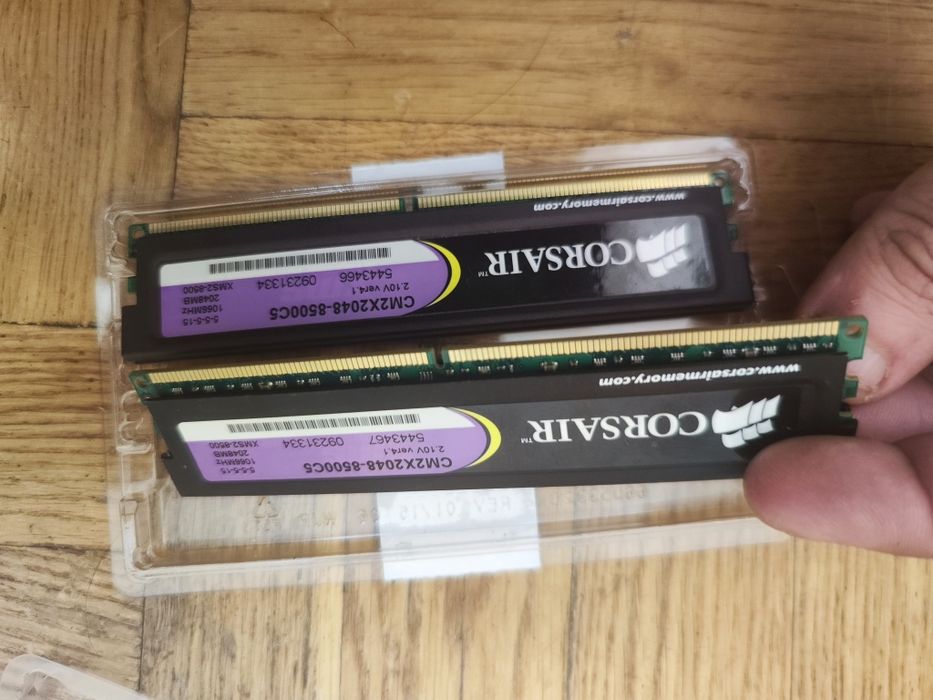 www.corsairmemory.com
CORSAIR™
CM2X2048-8500C5
2.10V ver4.1
5443466
09231334
5-5-5-15
1066MHz
2048MB
XMS2-8500
www.corsairmemory.com
CORSAIR™
CM2X2048-8500C5
2.10V ver4.1
5443467
09231334
5-5-5-15
1066MHz
2048MB
XMS2-8500